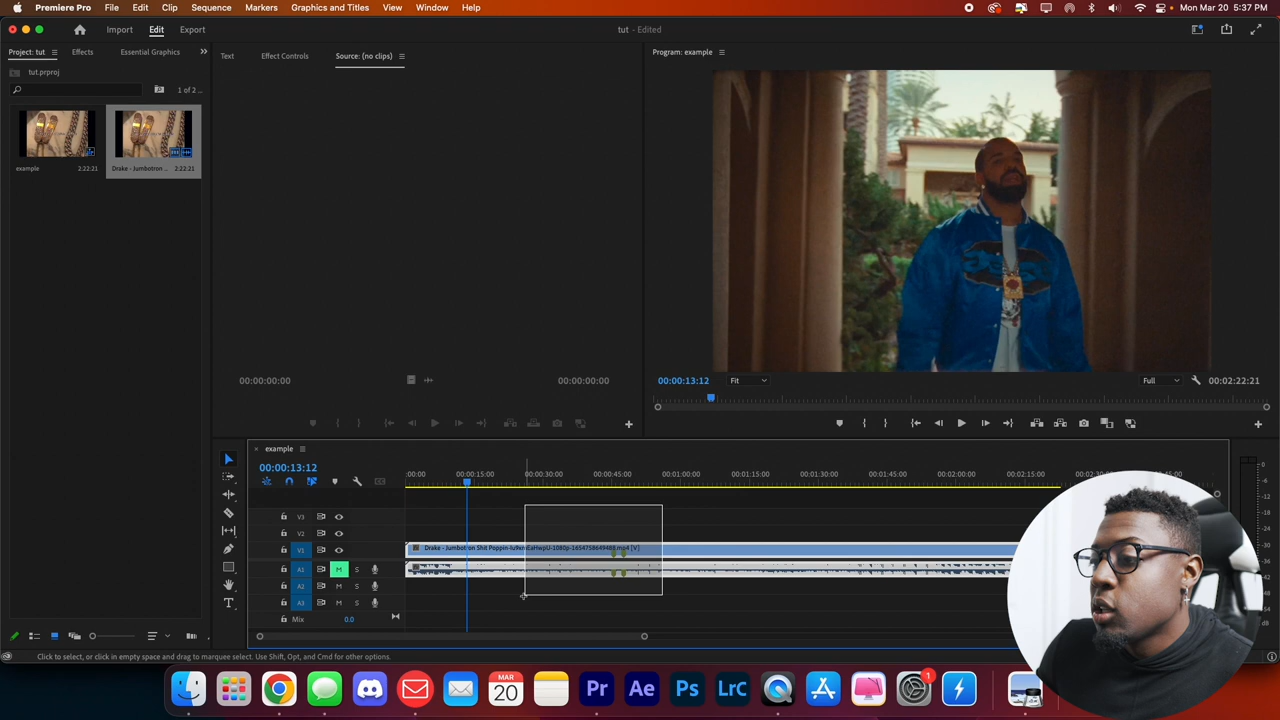 Premiere Pro File Edit Clip Sequence Markers Graphics and Titles View Window Help Mon Mar 20 5:37 PM
Import Edit Export tut - Edited
Project: tut Effects Essential Graphics
Text Effect Controls Source: (no clips)
Program: example
tut.prproj
1 of 2 ...
example 2:22:21 Drake - Jumbotron ... 2:22:21
00:00:00:00 00:00:00:00
00:00:13:12 Fit Full 00:02:22:21
example
00:00:13:12
:00:00 00:00:15:00 00:00:30:00 00:00:45:00 00:01:00:00 00:01:15:00 00:01:30:00 00:01:45:00 00:02:00:00 00:02:15:00
V3
V2
V1
A1 M S
A2 M S
A3 M S
Mix 0.0
Click to select, or click in empty space and drag to marquee select. Use Shift, Opt, and Cmd for other options.
MAR
20
Pr Ae Ps LrC
1